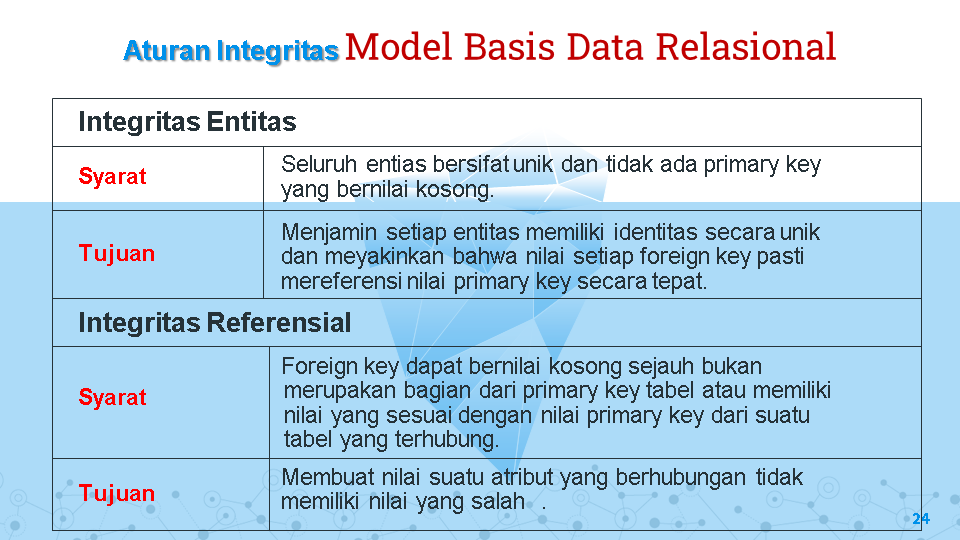 Aturan Integritas Model Basis Data Relasional
Integritas Entitas
Syarat
Seluruh entias bersifat unik dan tidak ada primary key
yang bernilai kosong.
Tujuan
Menjamin setiap entitas memiliki identitas secara unik
dan meyakinkan bahwa nilai setiap foreign key pasti
mereferensi nilai primary key secara tepat.
Integritas Referensial
Syarat
Foreign key dapat bernilai kosong sejauh bukan
merupakan bagian dari primary key tabel atau memiliki
nilai yang sesuai dengan nilai primary key dari suatu
tabel yang terhubung.
Tujuan
Membuat nilai suatu atribut yang berhubungan tidak
memiliki nilai yang salah .
24